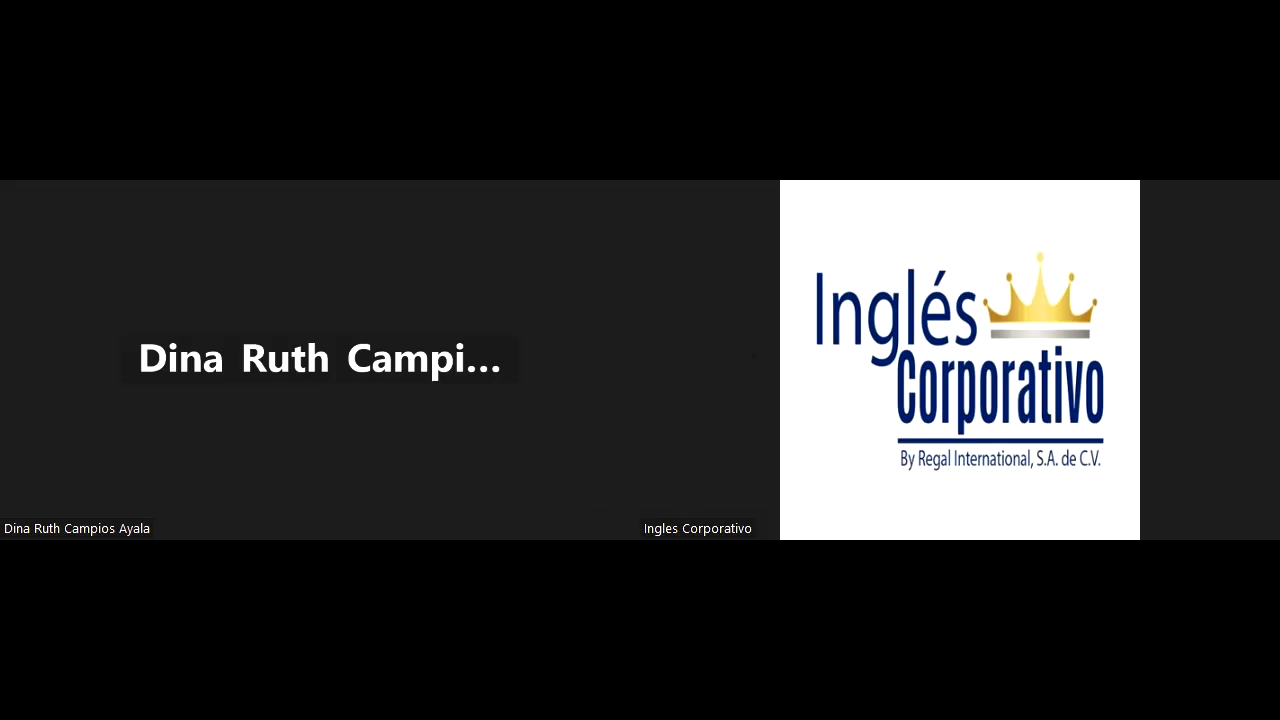 Dina Ruth Campi...
Dina Ruth Campios Ayala
Inglés
Corporativo
By Regal International, S.A. de C.V.
Ingles Corporativo